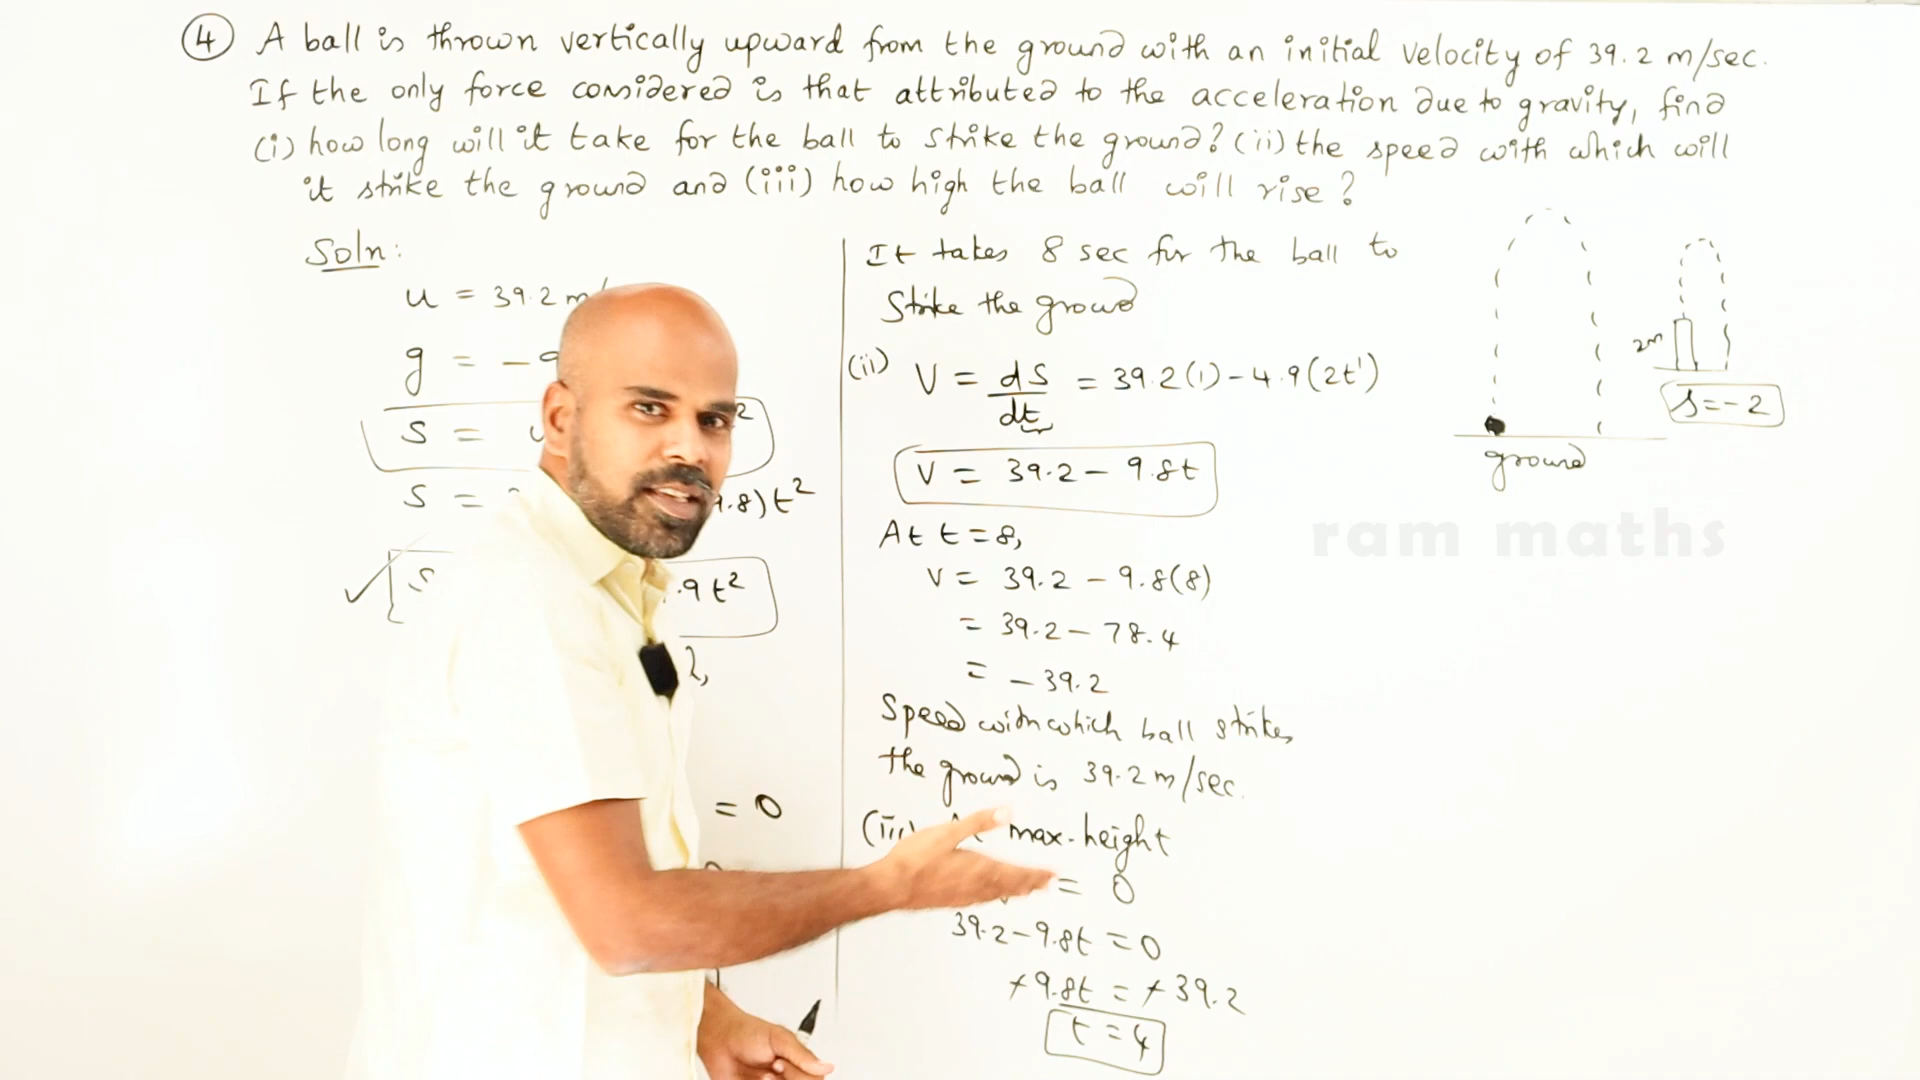 4 A ball is thrown vertically upward from the ground with an initial velocity of 39.2 m/sec.
If the only force considered is that attributed to the acceleration due to gravity, find
(i) how long will it take for the ball to strike the ground? (ii) the speed with which will
it strike the ground and (iii) how high the ball will rise?
Soln:
u = 39.2 m/
g = -9
s = 2
s = 9.8)t²
s .9t²
2,
= 0
It takes 8 sec for the ball to
Strike the ground
(ii) V = ds/dt = 39.2(1) - 4.9(2t')
V = 39.2 - 9.8t
At t = 8,
v = 39.2 - 9.8(8)
= 39.2 - 78.4
= -39.2
Speed with which ball strikes
the ground is 39.2 m/sec.
(iii) At max. height
= 0
39.2 - 9.8t = 0
+9.8t = +39.2
t = 4
ground
2m
s = -2
ram maths